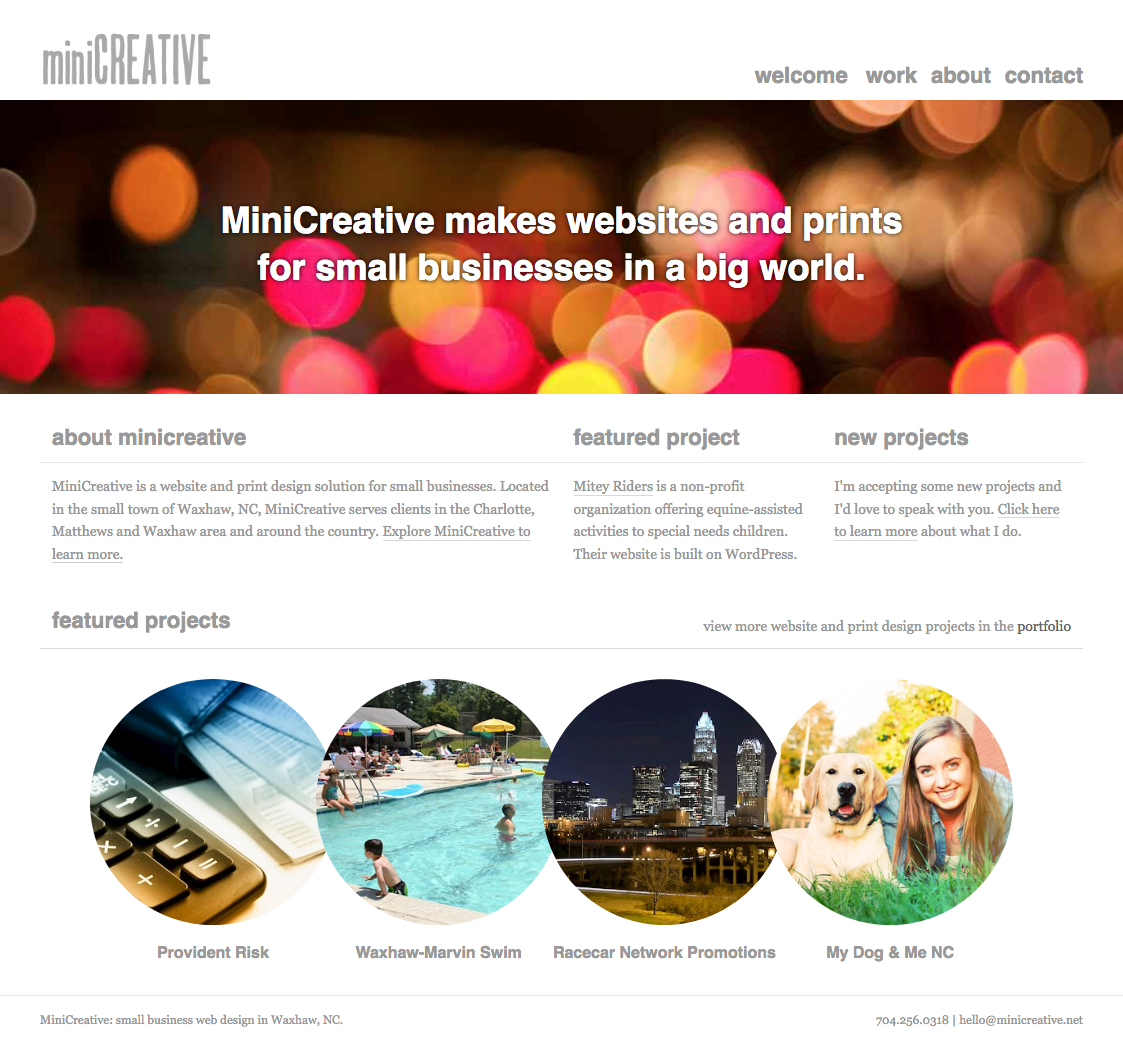 miniCREATIVE
welcome work about contact
MiniCreative makes websites and prints
for small businesses in a big world.
about minicreative
MiniCreative is a website and print design solution for small businesses. Located
in the small town of Waxhaw, NC, MiniCreative serves clients in the Charlotte,
Matthews and Waxhaw area and around the country. Explore MiniCreative to
learn more.
featured project
Mitey Riders is a non-profit
organization offering equine-assisted
activities to special needs children.
Their website is built on WordPress.
new projects
I'm accepting some new projects and
I'd love to speak with you. Click here
to learn more about what I do.
featured projects
view more website and print design projects in the portfolio
Provident Risk
Waxhaw-Marvin Swim
Racecar Network Promotions
My Dog & Me NC
MiniCreative: small business web design in Waxhaw, NC.
704.256.0318 | hello@minicreative.net